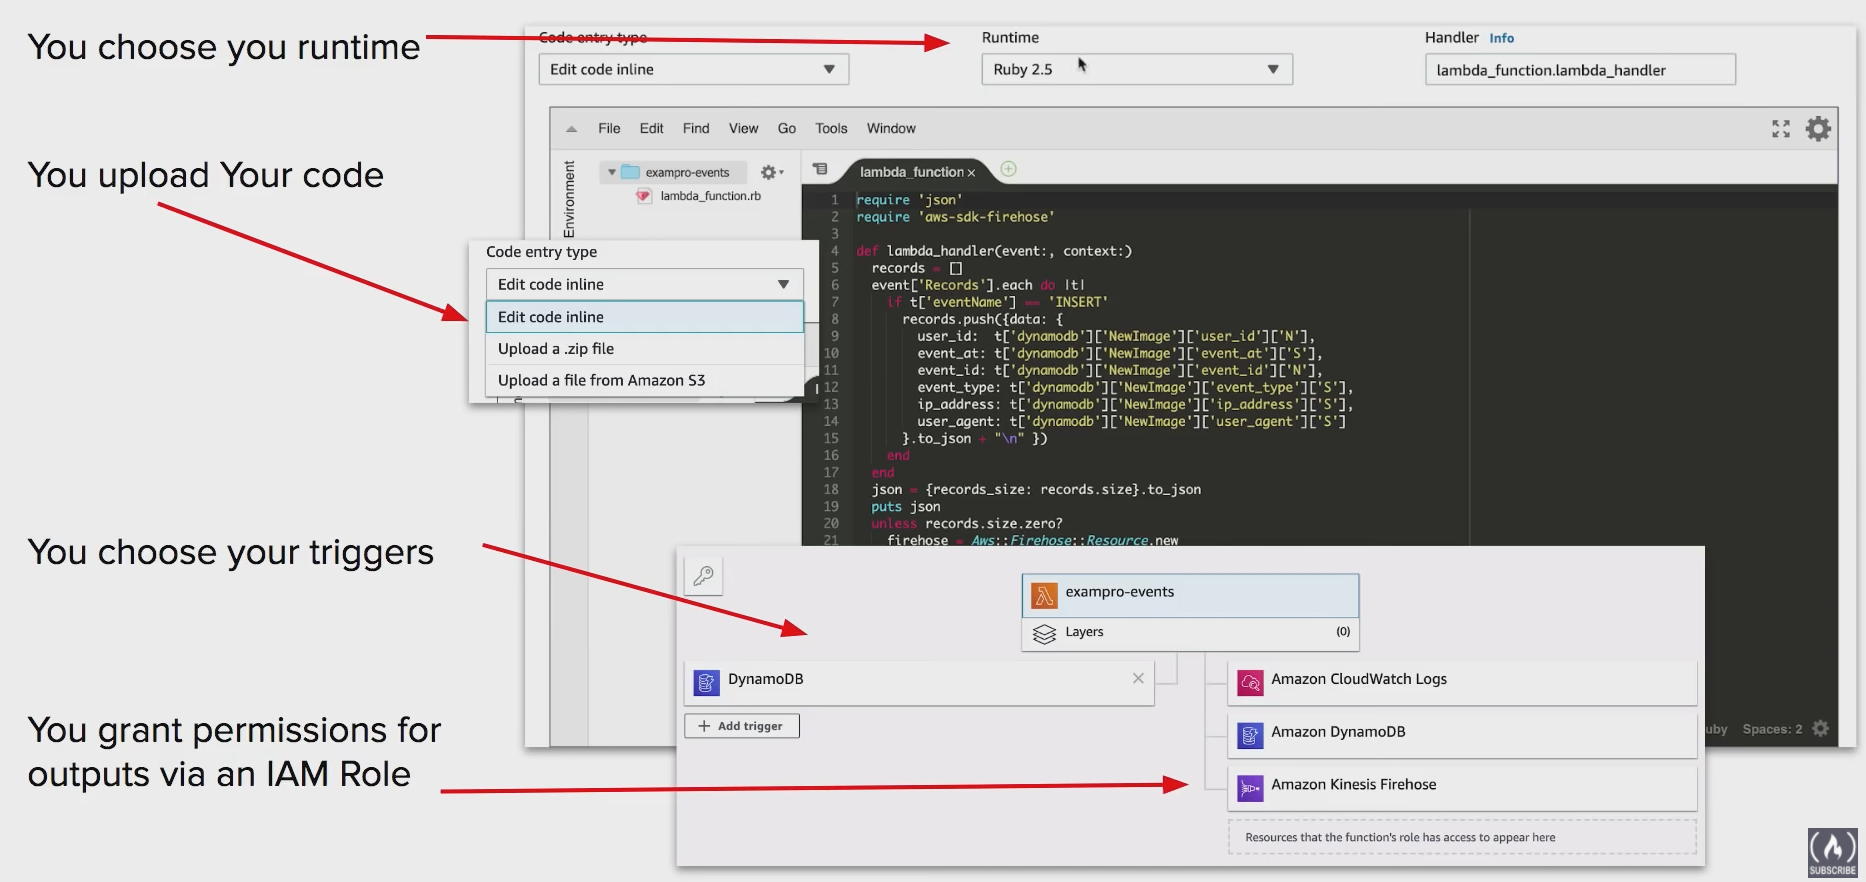 You choose you runtime
Code entry type
Edit code inline
Runtime
Ruby 2.5
Handler Info
lambda_function.lambda_handler
File Edit Find View Go Tools Window
Environment
exampro-events
lambda_function.rb
lambda_function ×
You upload Your code
Code entry type
Edit code inline
Edit code inline
Upload a .zip file
Upload a file from Amazon S3
1 require 'json'
2 require 'aws-sdk-firehose'
3
4 def lambda_handler(event:, context:)
5 records = []
6 event['Records'].each do |t|
7 if t['eventName'] == 'INSERT'
8 records.push({data: {
9 user_id: t['dynamodb']['NewImage']['user_id']['N'],
10 event_at: t['dynamodb']['NewImage']['event_at']['S'],
11 event_id: t['dynamodb']['NewImage']['event_id']['N'],
12 event_type: t['dynamodb']['NewImage']['event_type']['S'],
13 ip_address: t['dynamodb']['NewImage']['ip_address']['S'],
14 user_agent: t['dynamodb']['NewImage']['user_agent']['S']
15 }.to_json + "\n" })
16 end
17 end
18 json = {records_size: records.size}.to_json
19 puts json
20 unless records.size.zero?
21 firehose = Aws::Firehose::Resource.new
You choose your triggers
exampro-events
Layers (0)
DynamoDB
+ Add trigger
Amazon CloudWatch Logs
Amazon DynamoDB
Amazon Kinesis Firehose
Resources that the function's role has access to appear here
uby Spaces: 2
You grant permissions for
outputs via an IAM Role
SUBSCRIBE